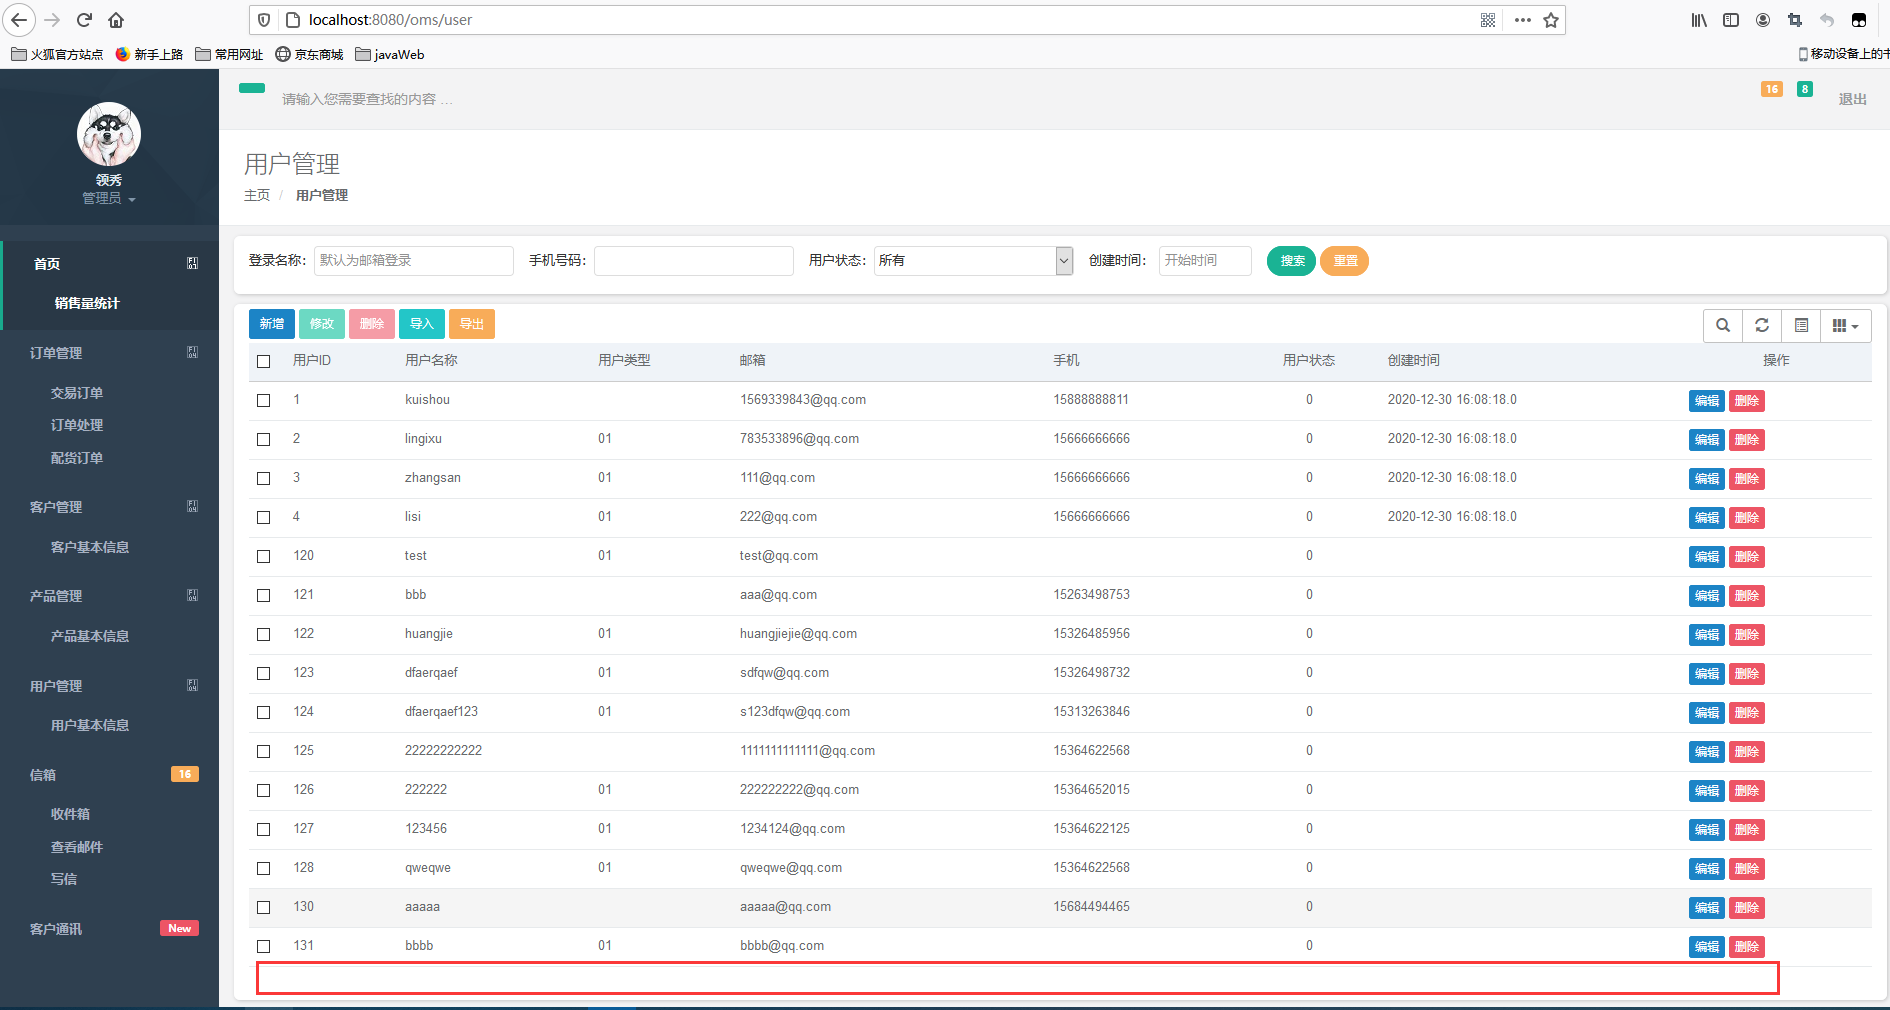 localhost:8080/oms/user
火狐官方站点 新手上路 常用网址 京东商城 javaWeb
移动设备上的书
请输入您需要查找的内容 …
16 8 退出
领秀
管理员
首页
销售量统计
订单管理
交易订单
订单处理
配货订单
客户管理
客户基本信息
产品管理
产品基本信息
用户管理
用户基本信息
信箱 16
收件箱
查看邮件
写信
客户通讯 New
用户管理
主页 / 用户管理
登录名称: 默认为邮箱登录 手机号码: 用户状态: 所有 创建时间: 开始时间 搜索 重置
新增 修改 删除 导入 导出
用户ID 用户名称 用户类型 邮箱 手机 用户状态 创建时间 操作
1 kuishou 1569339843@qq.com 15888888811 0 2020-12-30 16:08:18.0 编辑 删除
2 lingixu 01 783533896@qq.com 15666666666 0 2020-12-30 16:08:18.0 编辑 删除
3 zhangsan 01 111@qq.com 15666666666 0 2020-12-30 16:08:18.0 编辑 删除
4 lisi 01 222@qq.com 15666666666 0 2020-12-30 16:08:18.0 编辑 删除
120 test 01 test@qq.com 0 编辑 删除
121 bbb aaa@qq.com 15263498753 0 编辑 删除
122 huangjie 01 huangjiejie@qq.com 15326485956 0 编辑 删除
123 dfaerqaef 01 sdfqw@qq.com 15326498732 0 编辑 删除
124 dfaerqaef123 01 s123dfqw@qq.com 15313263846 0 编辑 删除
125 22222222222 1111111111111@qq.com 15364622568 0 编辑 删除
126 222222 01 222222222@qq.com 15364652015 0 编辑 删除
127 123456 01 1234124@qq.com 15364622125 0 编辑 删除
128 qweqwe 01 qweqwe@qq.com 15364622568 0 编辑 删除
130 aaaaa aaaaa@qq.com 15684494465 0 编辑 删除
131 bbbb 01 bbbb@qq.com 0 编辑 删除